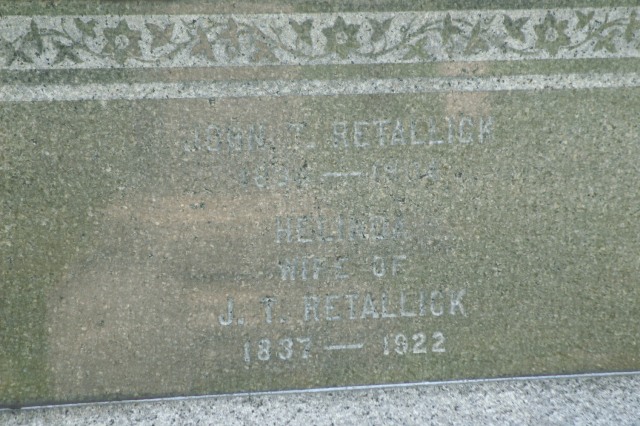 JOHN. T. RETALLICK
WIFE OF
J. T. RETALLICK
1837 — 1922